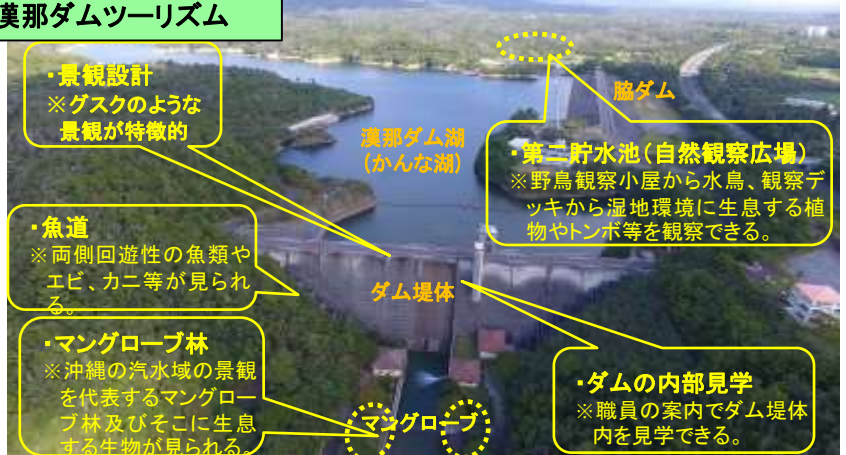 漢那ダムツーリズム
・景観設計
※グスクのような
景観が特徴的
脇ダム
漢那ダム湖
(かんな湖)
・第二貯水池（自然観察広場）
※野鳥観察小屋から水鳥、観察デ
ッキから湿地環境に生息する植
物やトンボ等を観察できる。
・魚道
※両側回遊性の魚類や
エビ、カニ等が見られ
る。
ダム堤体
・マングローブ林
※沖縄の汽水域の景観
を代表するマングロー
ブ林及びそこに生息
する生物が見られる。
マングローブ
・ダムの内部見学
※職員の案内でダム堤体
内を見学できる。